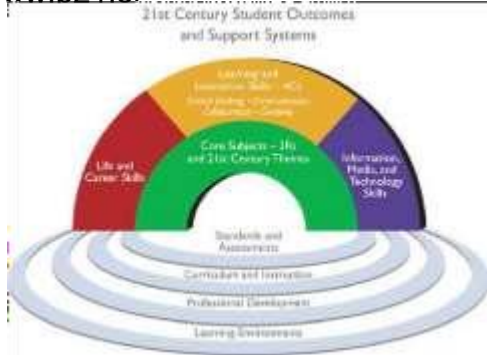 21st Century Student Outcomes
and Support Systems
Learning and
Innovation Skills – 4Cs
Critical thinking • Communication
Collaboration • Creativity
Core Subjects – 3Rs
and 21st Century Themes
Life and
Career Skills
Information,
Media, and
Technology
Skills
Standards and
Assessments
Curriculum and Instruction
Professional Development
Learning Environments